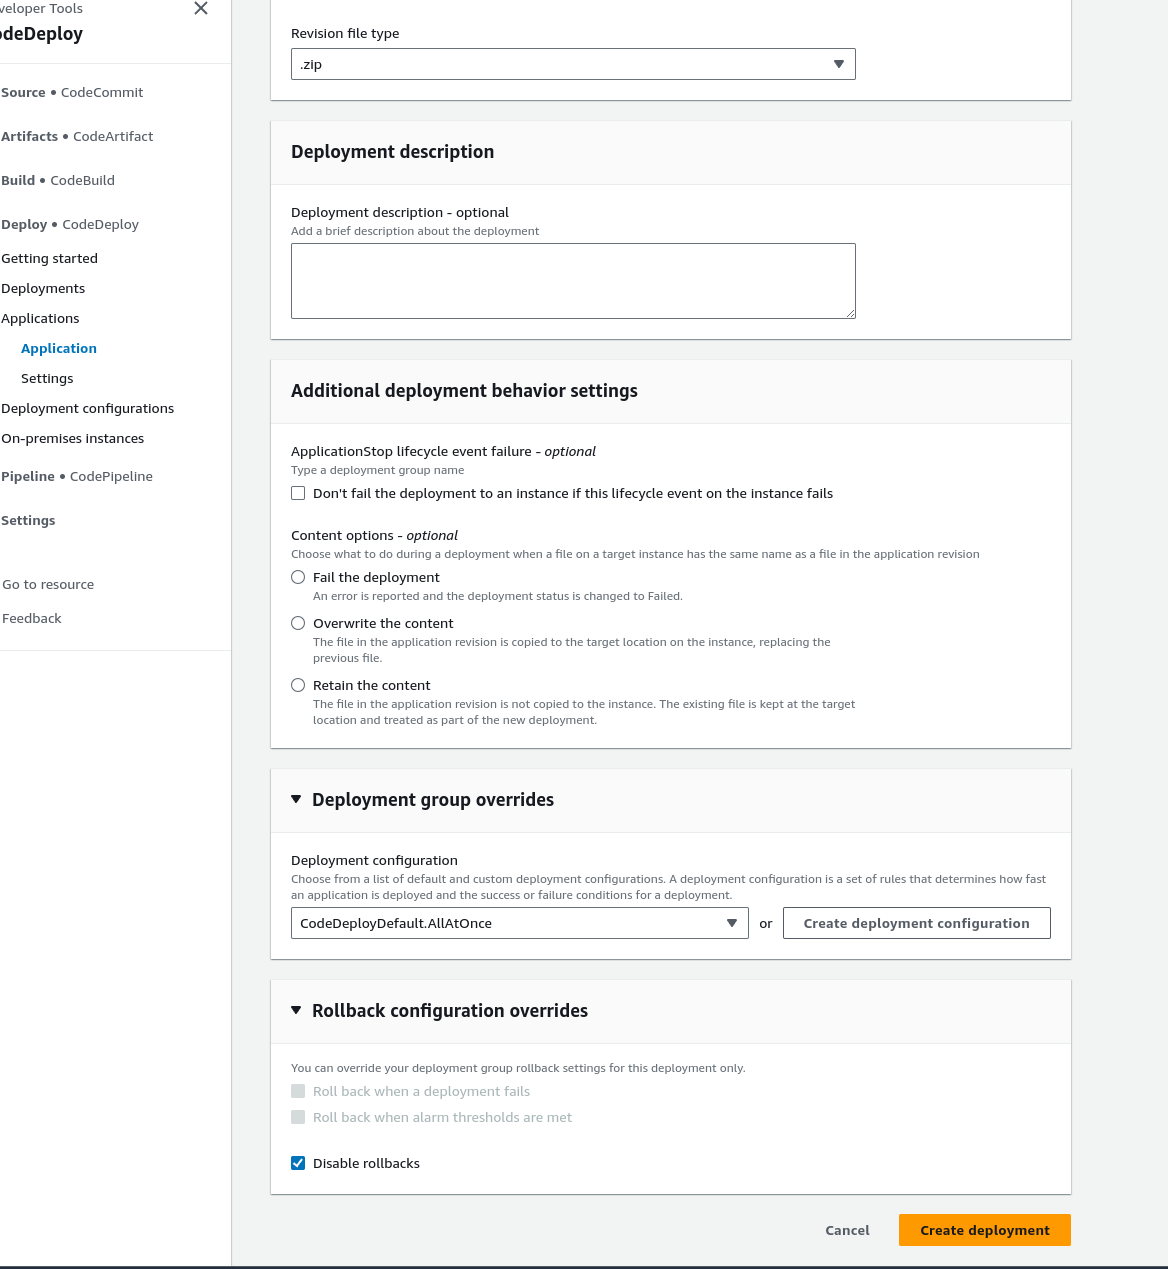 veloper Tools
odeDeploy
Source • CodeCommit
Artifacts • CodeArtifact
Build • CodeBuild
Deploy • CodeDeploy
Getting started
Deployments
Applications
Application
Settings
Deployment configurations
On-premises instances
Pipeline • CodePipeline
Settings
Go to resource
Feedback
Revision file type
.zip
Deployment description
Deployment description - optional
Add a brief description about the deployment
Additional deployment behavior settings
ApplicationStop lifecycle event failure - optional
Type a deployment group name
Don't fail the deployment to an instance if this lifecycle event on the instance fails
Content options - optional
Choose what to do during a deployment when a file on a target instance has the same name as a file in the application revision
Fail the deployment
An error is reported and the deployment status is changed to Failed.
Overwrite the content
The file in the application revision is copied to the target location on the instance, replacing the
previous file.
Retain the content
The file in the application revision is not copied to the instance. The existing file is kept at the target
location and treated as part of the new deployment.
Deployment group overrides
Deployment configuration
Choose from a list of default and custom deployment configurations. A deployment configuration is a set of rules that determines how fast
an application is deployed and the success or failure conditions for a deployment.
CodeDeployDefault.AllAtOnce or Create deployment configuration
Rollback configuration overrides
You can override your deployment group rollback settings for this deployment only.
Roll back when a deployment fails
Roll back when alarm thresholds are met
Disable rollbacks
Cancel Create deployment